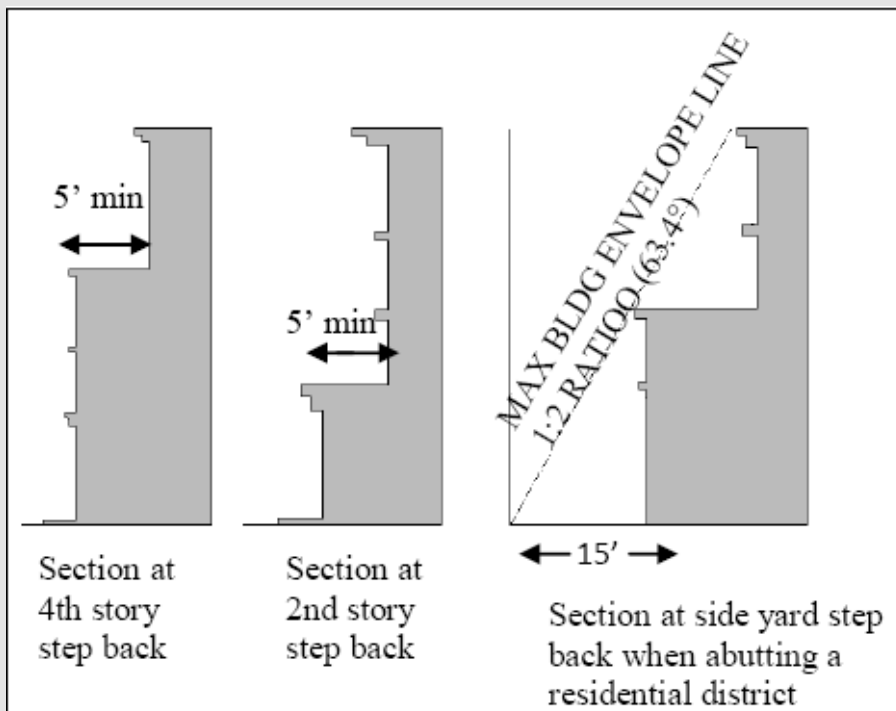 5’ min
Section at
4th story
step back
5’ min
Section at
2nd story
step back
MAX BLDG ENVELOPE LINE
1:2 RATIOO (63.4°)
15’
Section at side yard step
back when abutting a
residential district